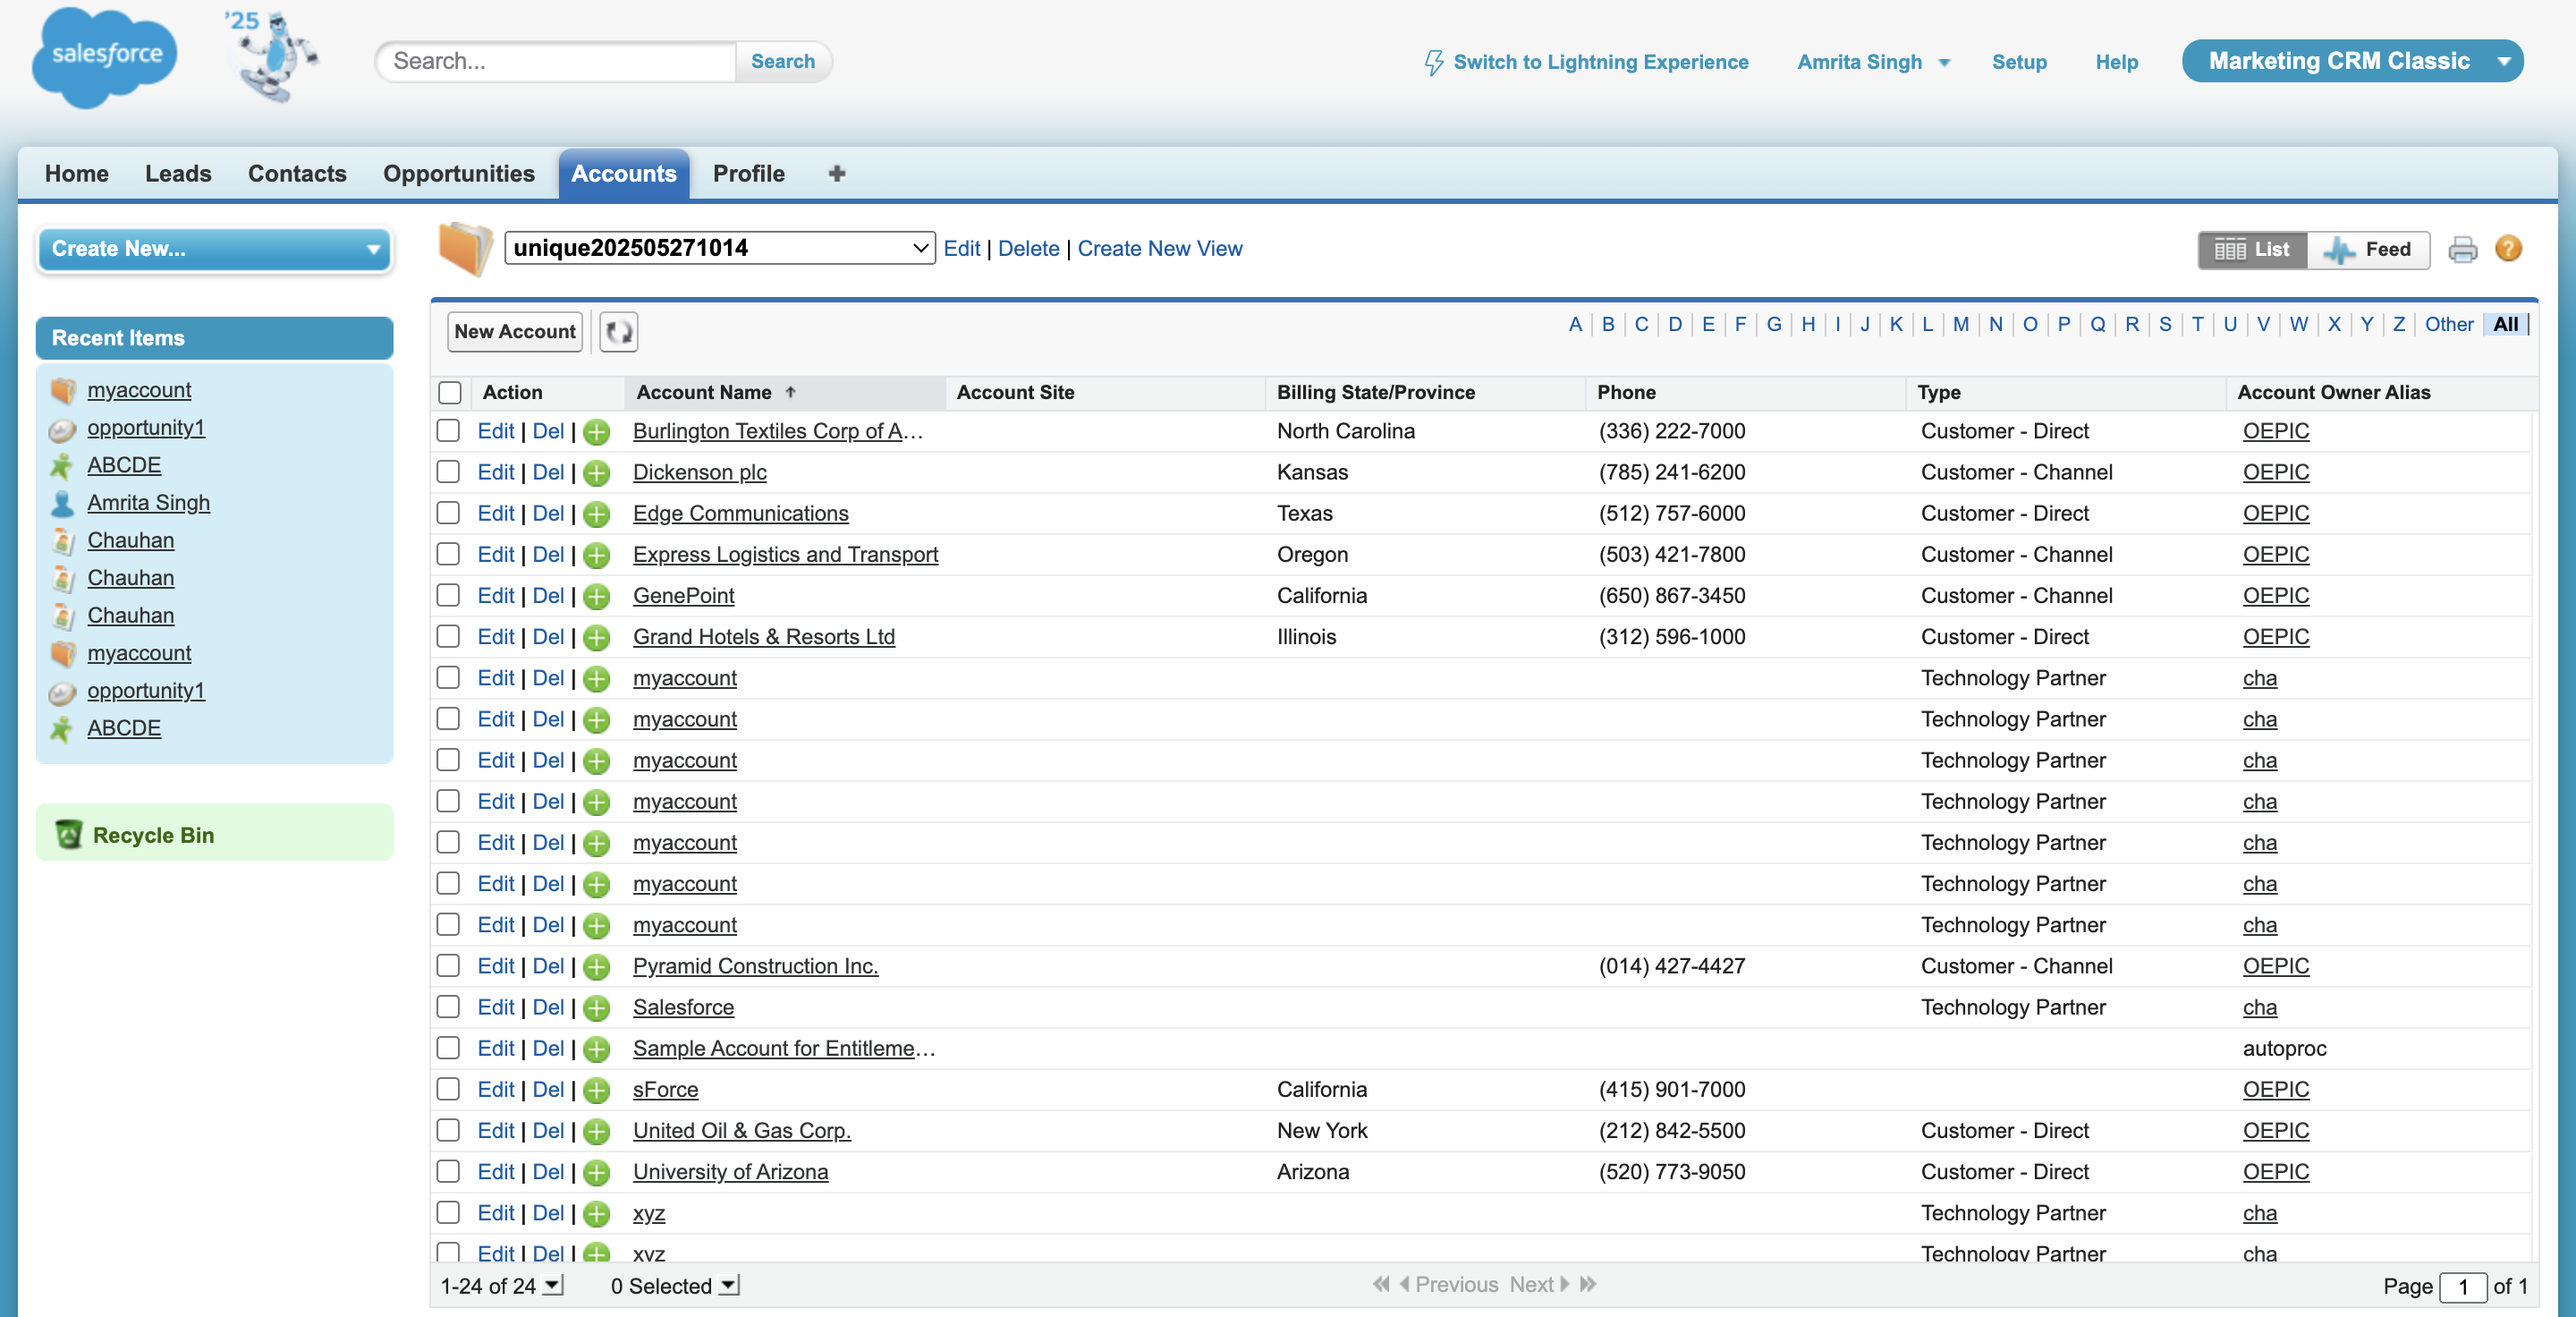 salesforce
'25
Search...
Search
Switch to Lightning Experience
Amrita Singh
Setup
Help
Marketing CRM Classic
Home Leads Contacts Opportunities Accounts Profile +
Create New...
Recent Items
myaccount
opportunity1
ABCDE
Amrita Singh
Chauhan
Chauhan
Chauhan
myaccount
opportunity1
ABCDE
Recycle Bin
unique202505271014 Edit | Delete | Create New View
List Feed ?
New Account
A B C D E F G H I J K L M N O P Q R S T U V W X Y Z Other All
Action Account Name Account Site Billing State/Province Phone Type Account Owner Alias
Edit | Del | Burlington Textiles Corp of A... North Carolina (336) 222-7000 Customer - Direct OEPIC
Edit | Del | Dickenson plc Kansas (785) 241-6200 Customer - Channel OEPIC
Edit | Del | Edge Communications Texas (512) 757-6000 Customer - Direct OEPIC
Edit | Del | Express Logistics and Transport Oregon (503) 421-7800 Customer - Channel OEPIC
Edit | Del | GenePoint California (650) 867-3450 Customer - Channel OEPIC
Edit | Del | Grand Hotels & Resorts Ltd Illinois (312) 596-1000 Customer - Direct OEPIC
Edit | Del | myaccount Technology Partner cha
Edit | Del | myaccount Technology Partner cha
Edit | Del | myaccount Technology Partner cha
Edit | Del | myaccount Technology Partner cha
Edit | Del | myaccount Technology Partner cha
Edit | Del | myaccount Technology Partner cha
Edit | Del | myaccount Technology Partner cha
Edit | Del | Pyramid Construction Inc. (014) 427-4427 Customer - Channel OEPIC
Edit | Del | Salesforce Technology Partner cha
Edit | Del | Sample Account for Entitleme... autoproc
Edit | Del | sForce California (415) 901-7000 OEPIC
Edit | Del | United Oil & Gas Corp. New York (212) 842-5500 Customer - Direct OEPIC
Edit | Del | University of Arizona Arizona (520) 773-9050 Customer - Direct OEPIC
Edit | Del | xyz Technology Partner cha
Edit | Del | xyz Technology Partner cha
1-24 of 24 0 Selected Previous Next Page 1 of 1